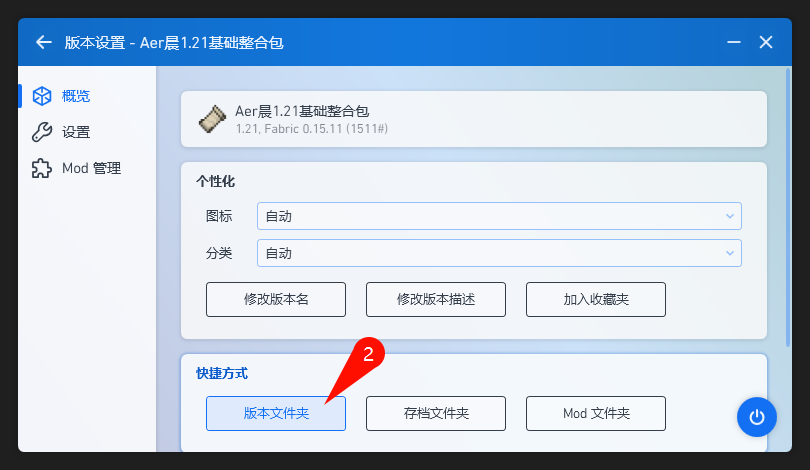 版本设置 - Aer晨1.21基础整合包
概览
设置
Mod 管理
Aer晨1.21基础整合包
1.21, Fabric 0.15.11 (1511#)
个性化
图标 自动
分类 自动
修改版本名 修改版本描述 加入收藏夹
2
快捷方式
版本文件夹 存档文件夹 Mod 文件夹